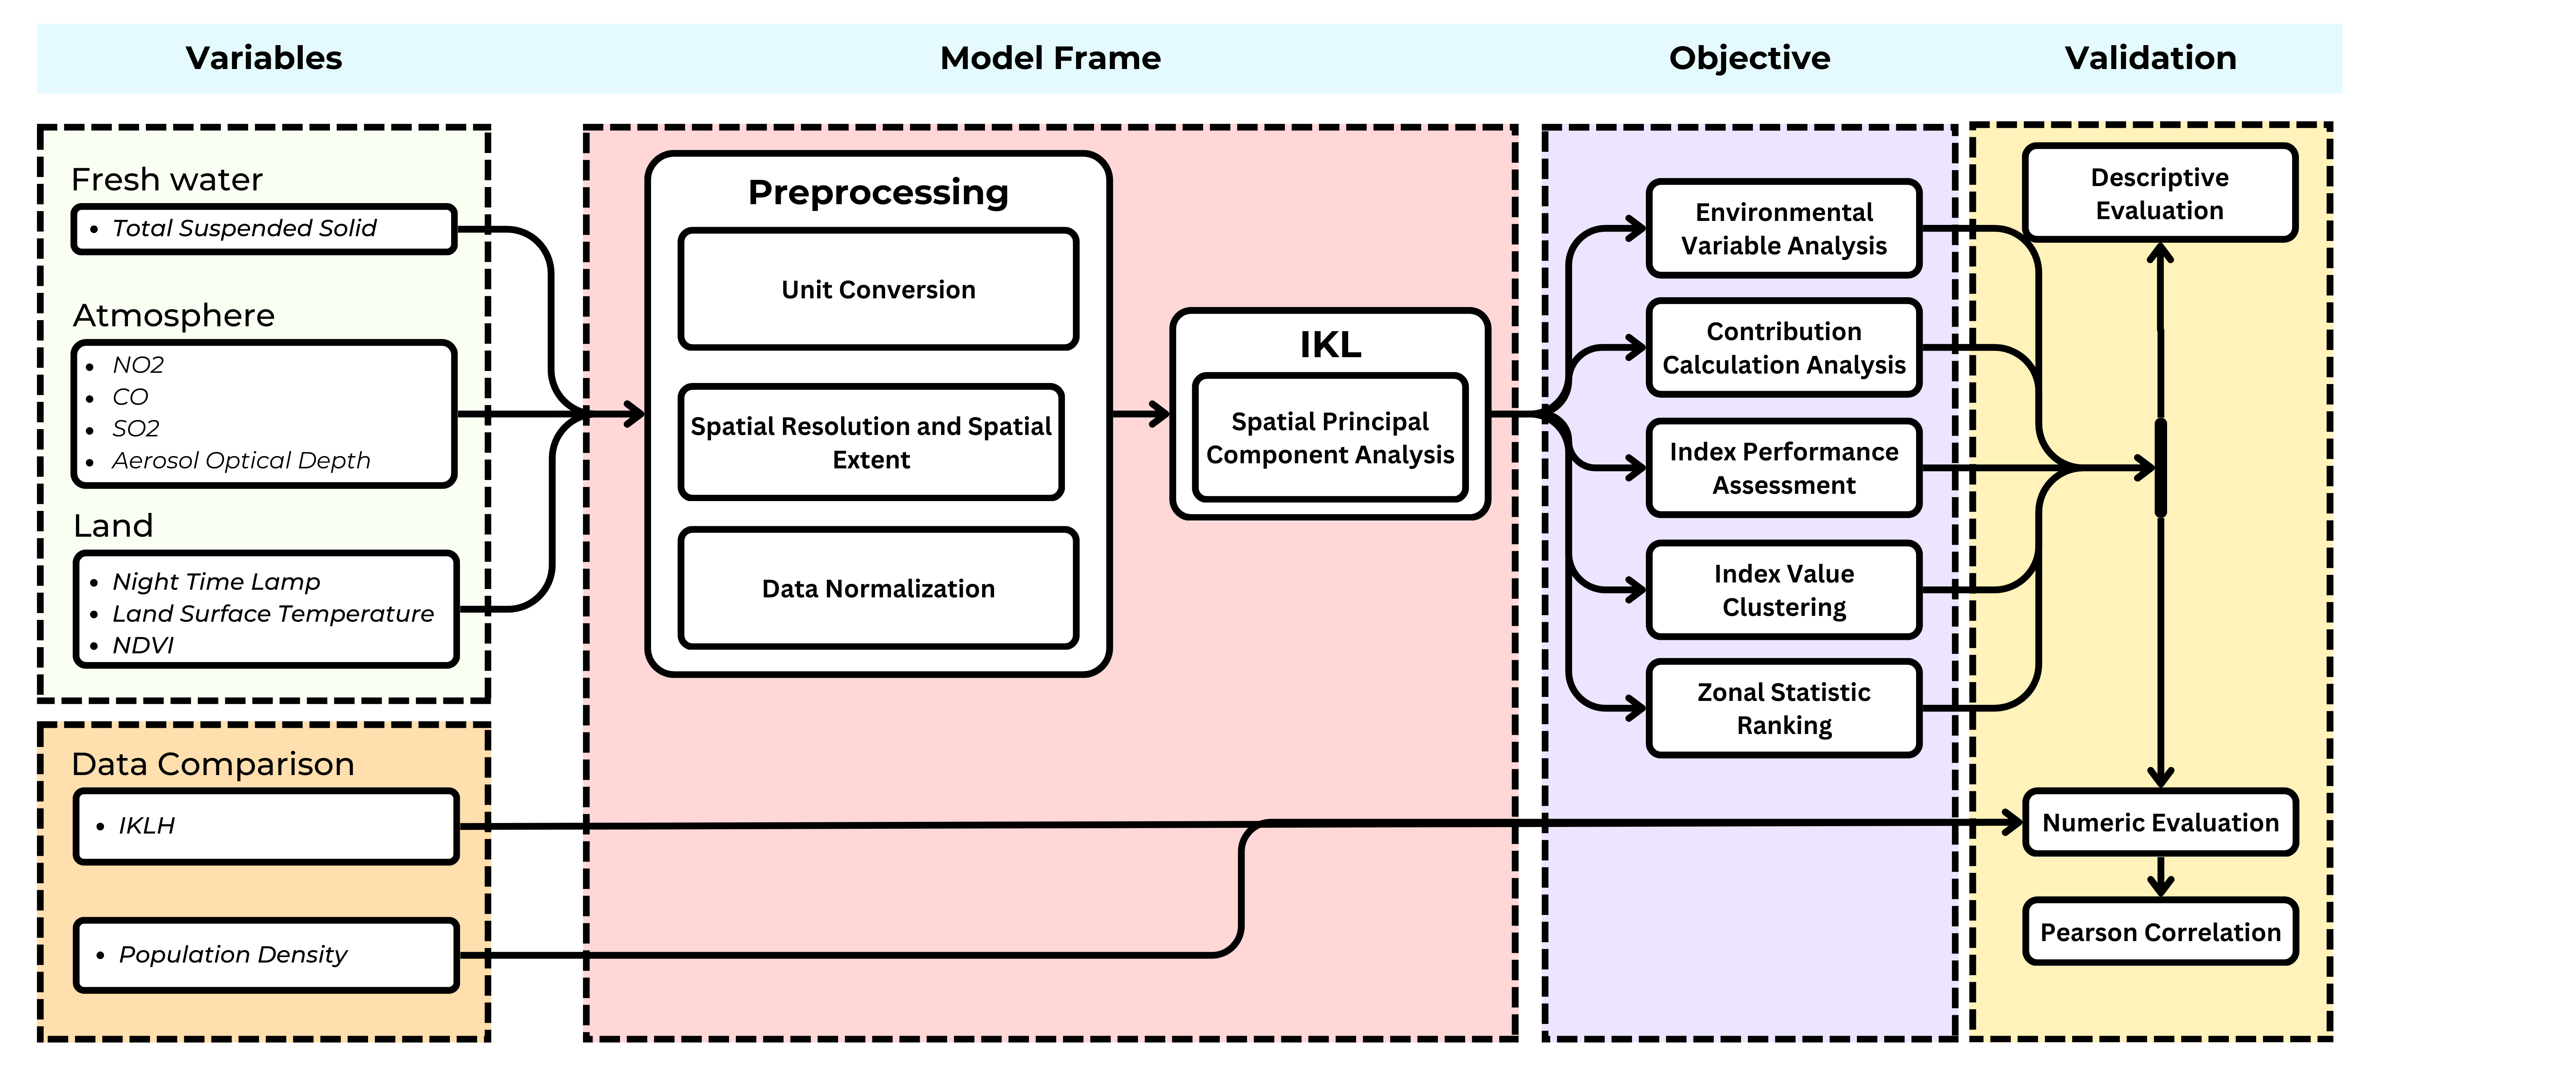 Variables
Model Frame
Objective
Validation
Fresh water
• Total Suspended Solid
Atmosphere
• NO2
• CO
• SO2
• Aerosol Optical Depth
Land
• Night Time Lamp
• Land Surface Temperature
• NDVI
Data Comparison
• IKLH
• Population Density
Preprocessing
Unit Conversion
Spatial Resolution and Spatial
Extent
Data Normalization
IKL
Spatial Principal
Component Analysis
Environmental
Variable Analysis
Contribution
Calculation Analysis
Index Performance
Assessment
Index Value
Clustering
Zonal Statistic
Ranking
Descriptive
Evaluation
Numeric Evaluation
Pearson Correlation